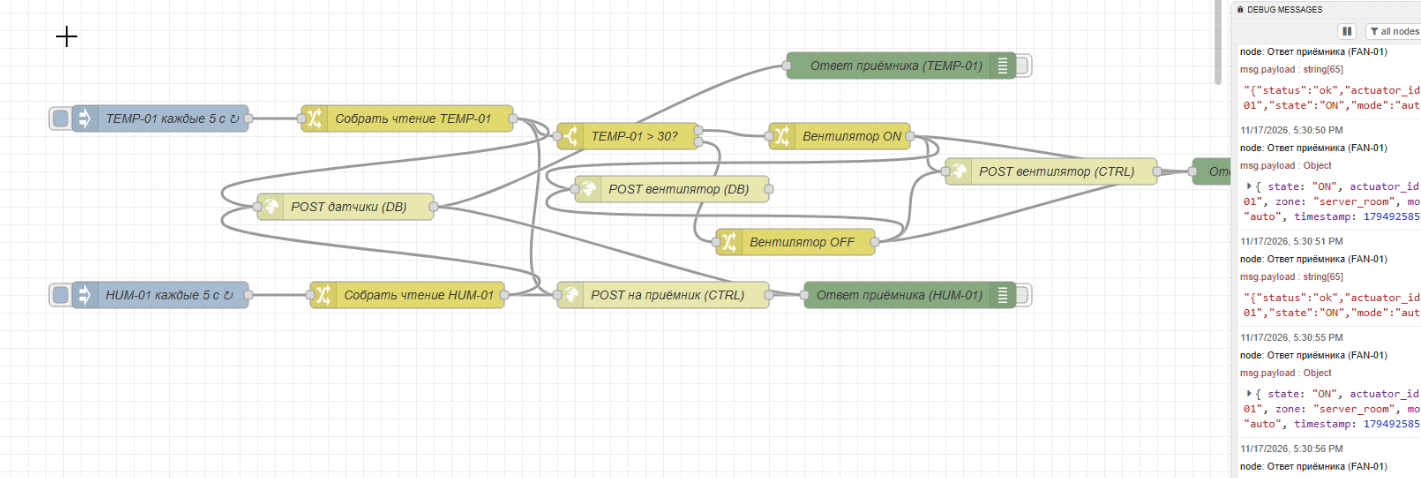 DEBUG MESSAGES
all nodes
node: Ответ приёмника (FAN-01)
msg.payload : string[65]
"{"status":"ok","actuator_id
01","state":"ON","mode":"aut
11/17/2026, 5:30:50 PM
node: Ответ приёмника (FAN-01)
msg.payload : Object
{ state: "ON", actuator_id
01", zone: "server_room", mo
"auto", timestamp: 179492585
11/17/2026, 5:30:51 PM
node: Ответ приёмника (FAN-01)
msg.payload : string[65]
"{"status":"ok","actuator_id
01","state":"ON","mode":"aut
11/17/2026, 5:30:55 PM
node: Ответ приёмника (FAN-01)
msg.payload : Object
{ state: "ON", actuator_id
01", zone: "server_room", mo
"auto", timestamp: 179492585
11/17/2026, 5:30:56 PM
node: Ответ приёмника (FAN-01)
Ответ приёмника (TEMP-01)
TEMP-01 каждые 5 с ↻
Собрать чтение TEMP-01
TEMP-01 > 30?
Вентилятор ON
POST вентилятор (CTRL)
Отв
POST вентилятор (DB)
POST датчики (DB)
Вентилятор OFF
HUM-01 каждые 5 с ↻
Собрать чтение HUM-01
POST на приёмник (CTRL)
Ответ приёмника (HUM-01)